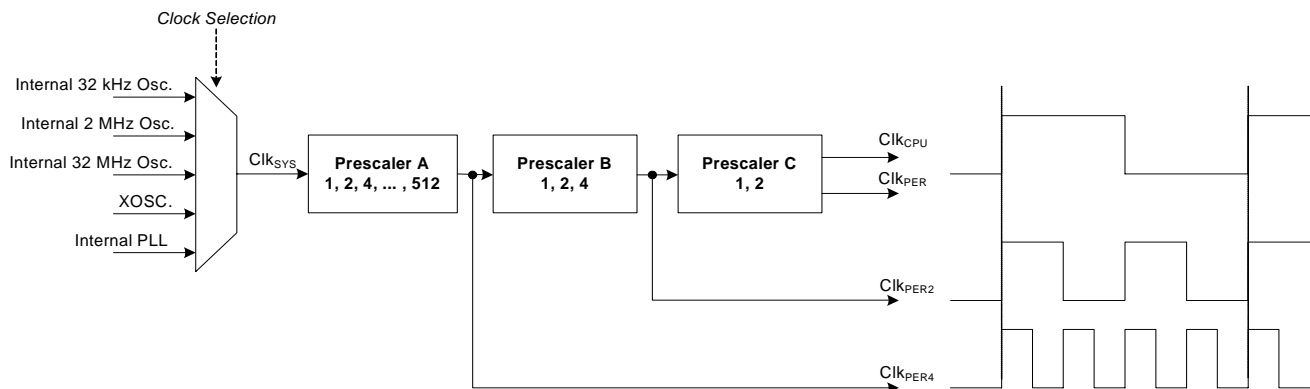 Clock Selection
Internal 32 kHz Osc.
Internal 2 MHz Osc.
Internal 32 MHz Osc.
XOSC.
Internal PLL
ClkSYS
Prescaler A
1, 2, 4, ... , 512
Prescaler B
1, 2, 4
Prescaler C
1, 2
ClkCPU
ClkPER
ClkPER2
ClkPER4